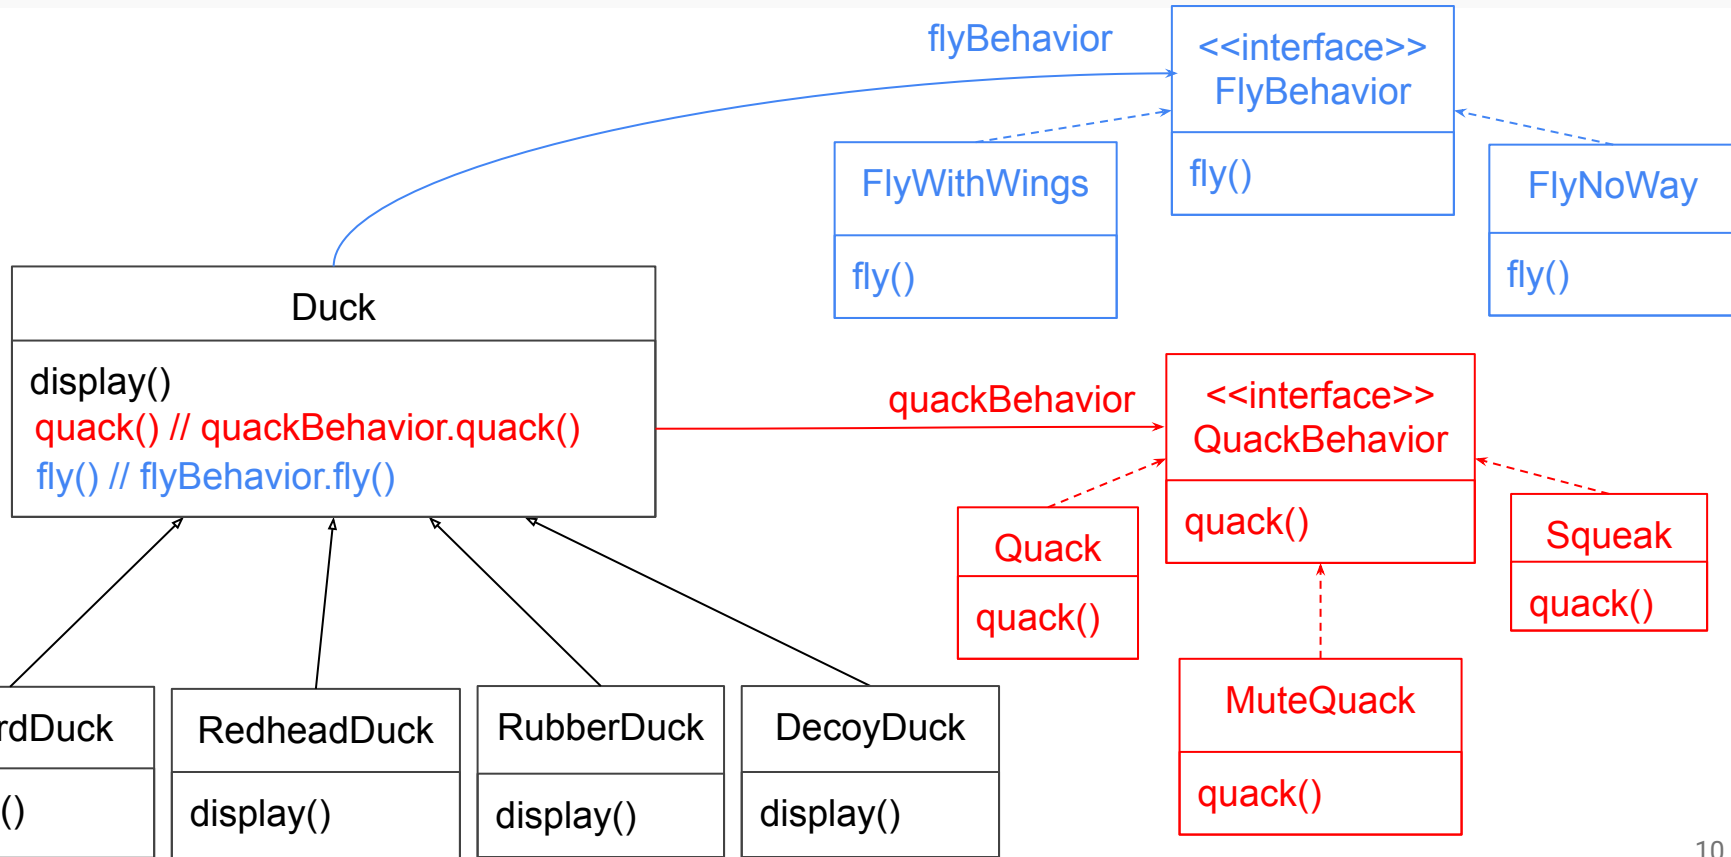 flyBehavior
<<interface>>
FlyBehavior
fly()
FlyWithWings
fly()
FlyNoWay
fly()
Duck
display()
quack() // quackBehavior.quack()
fly() // flyBehavior.fly()
quackBehavior
<<interface>>
QuackBehavior
quack()
Quack
quack()
Squeak
quack()
MuteQuack
quack()
rdDuck
()
RedheadDuck
display()
RubberDuck
display()
DecoyDuck
display()
10